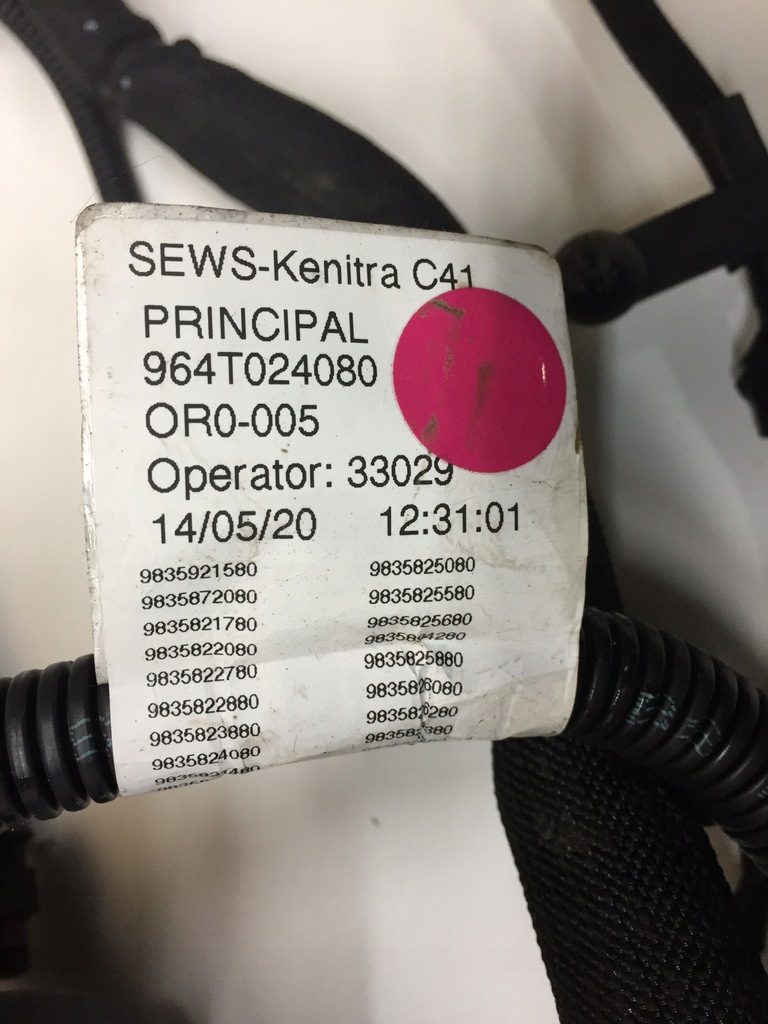 SEWS-Kenitra C41
PRINCIPAL
964T024080
OR0-005
Operator: 33029
14/05/20 12:31:01
9835921580 9835825080
9835872080 9835825580
9835821780 9835825680
9835822080
9835822780 9835825880
9835822880
9835823880
9835824080